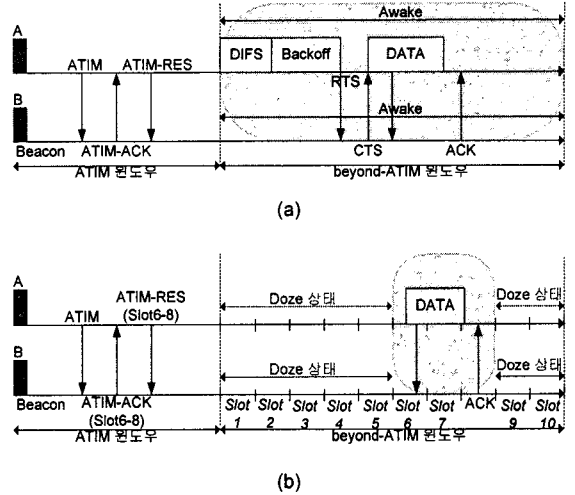 Awake
A
DIFS Backoff DATA
ATIM ATIM-RES
RTS
B
Awake
Beacon ATIM-ACK CTS ACK
ATIM 윈도우 beyond-ATIM 윈도우
(a)
A
ATIM-RES
(Slot6-8)
ATIM
Doze 상태 DATA Doze 상태
B
Doze 상태 Doze 상태
Beacon ATIM-ACK
(Slot6-8)
Slot Slot Slot Slot Slot Slot Slot ACK Slot Slot
1 2 3 4 5 6 7 9 10
ATIM 윈도우 beyond-ATIM 윈도우
(b)